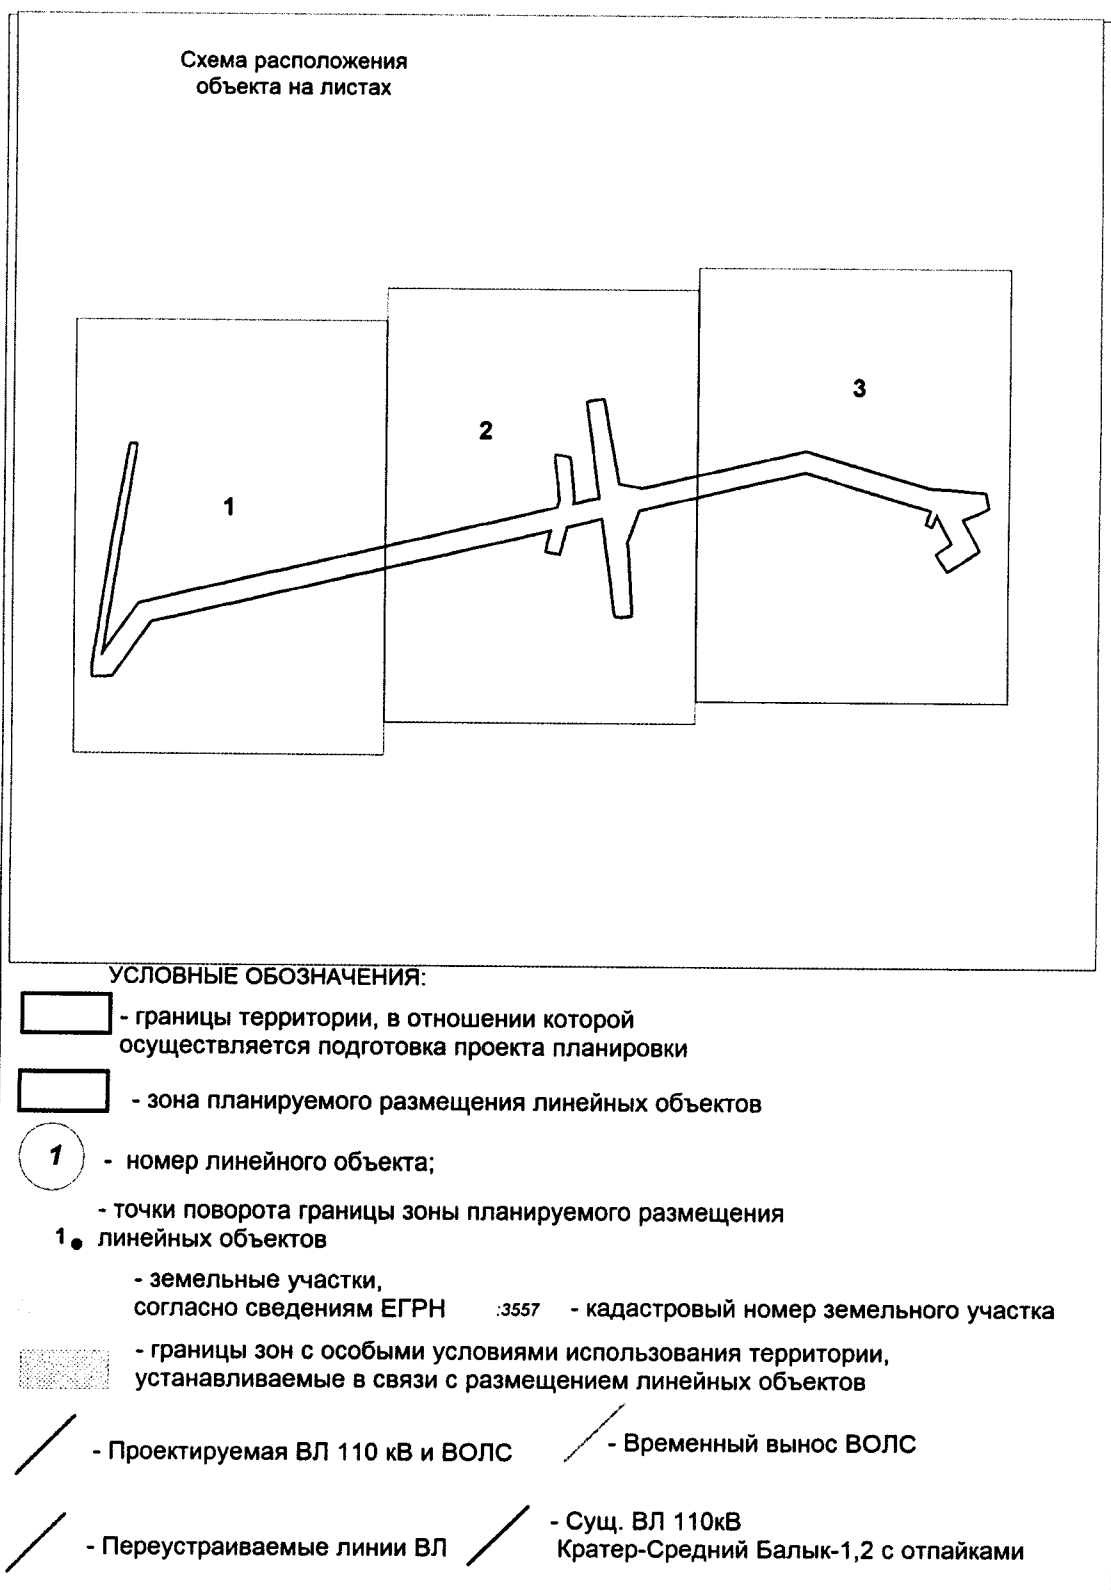 Схема расположения
объекта на листах
3
2
1
УСЛОВНЫЕ ОБОЗНАЧЕНИЯ:
- границы территории, в отношении которой
осуществляется подготовка проекта планировки
- зона планируемого размещения линейных объектов
1 - номер линейного объекта;
- точки поворота границы зоны планируемого размещения
1. линейных объектов
- земельные участки,
согласно сведениям ЕГРН :3557 - кадастровый номер земельного участка
- границы зон с особыми условиями использования территории,
устанавливаемые в связи с размещением линейных объектов
- Проектируемая ВЛ 110 кВ и ВОЛС - Временный вынос ВОЛС
- Сущ. ВЛ 110кВ
- Переустраиваемые линии ВЛ Кратер-Средний Балык-1,2 с отпайками